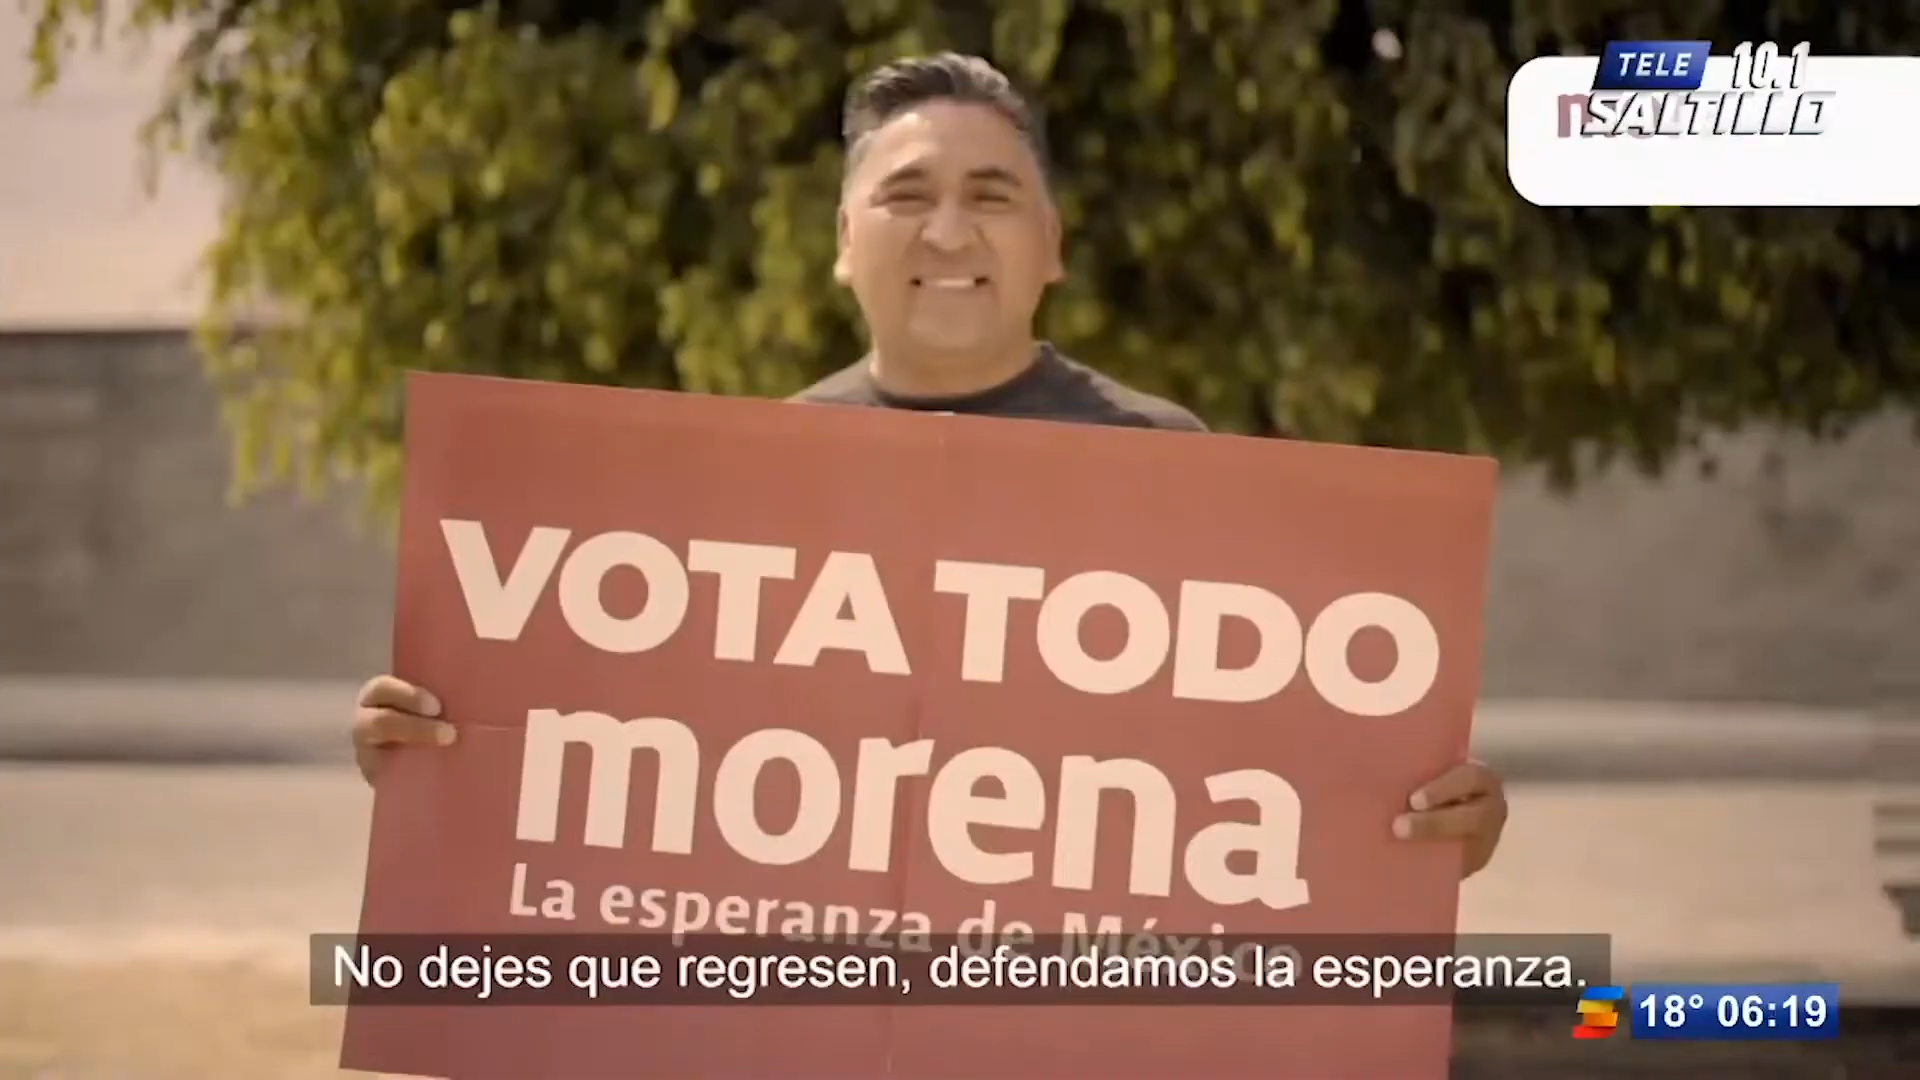 TELE 10.1
SALTILLO
VOTA TODO
morena
La esperanza de México
No dejes que regresen, defendamos la esperanza.
18° 06:19